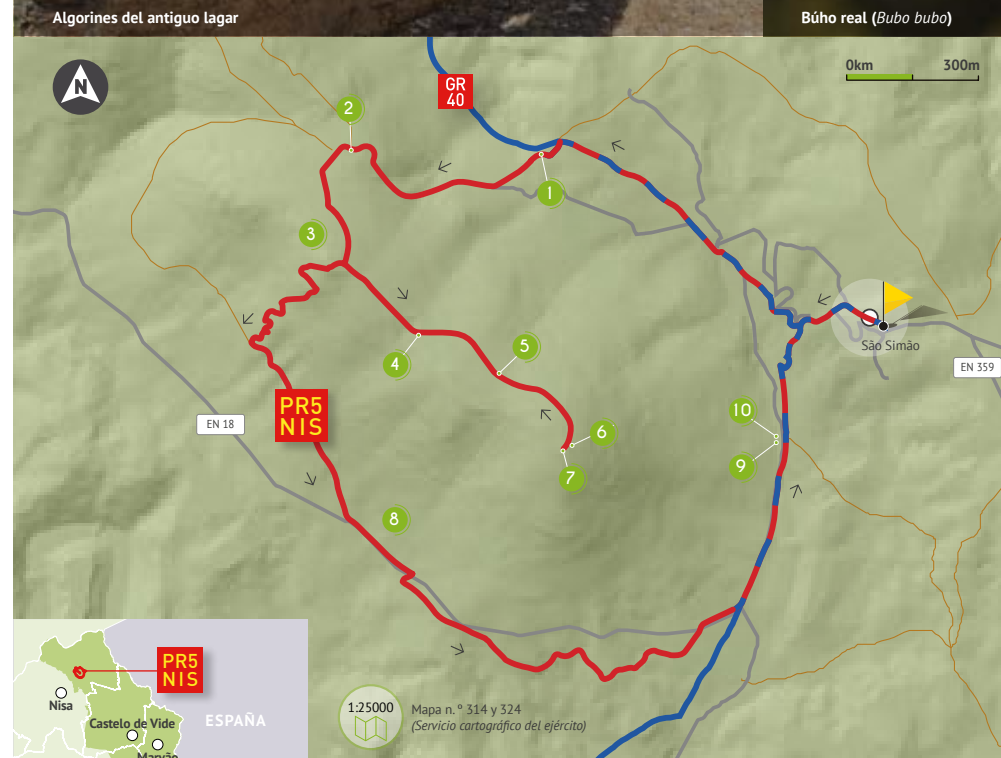 Algorines del antiguo lagar
Búho real (Bubo bubo)
N
GR
40
0km 300m
2
1
3
São Simão
4
5
EN 359
PR5
NIS
EN 18
10
6
9
7
8
PR5
NIS
Nisa
ESPAÑA
Castelo de Vide
Marvão
1:25000
Mapa n. º 314 y 324
(Servicio cartográfico del ejército)